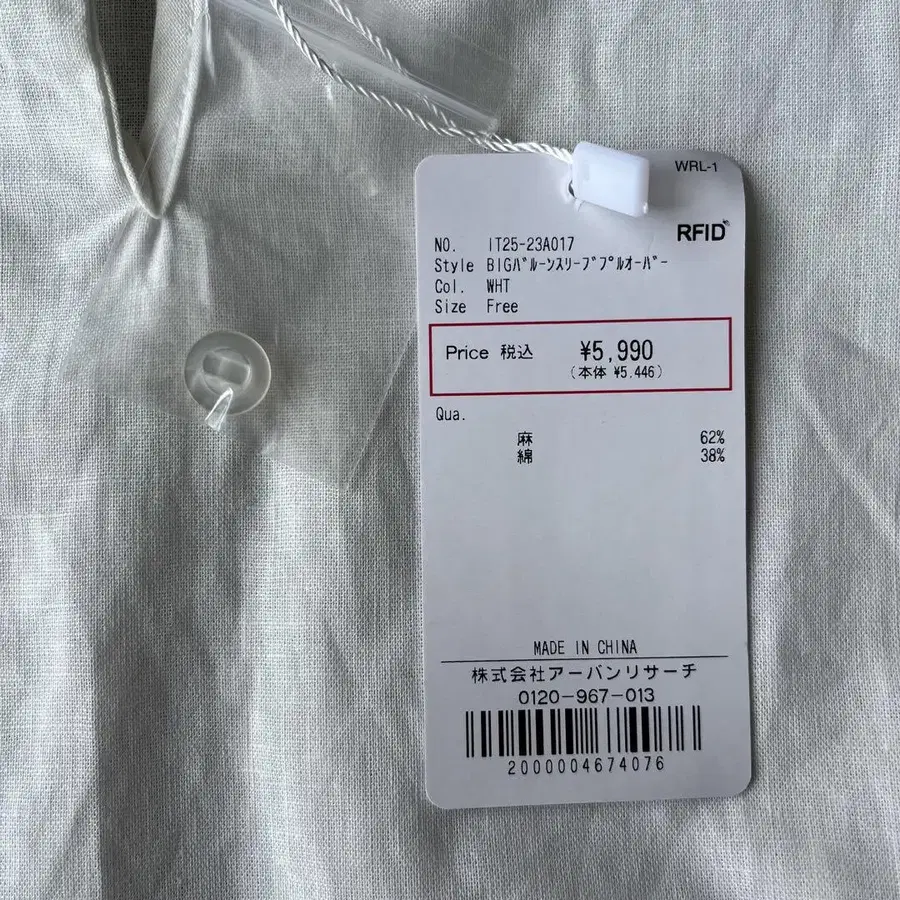 WRL-1
RFID
NO. IT25-23A017
Style BIGﾊﾞﾙｰﾝｽﾘｰﾌﾞﾌﾟﾙｵｰﾊﾞｰ
Col. WHT
Size Free
Price 税込 ¥5,990
(本体 ¥5.446)
Qua.
麻 62%
綿 38%
MADE IN CHINA
株式会社アーバンリサーチ
0120-967-013
2000004674076